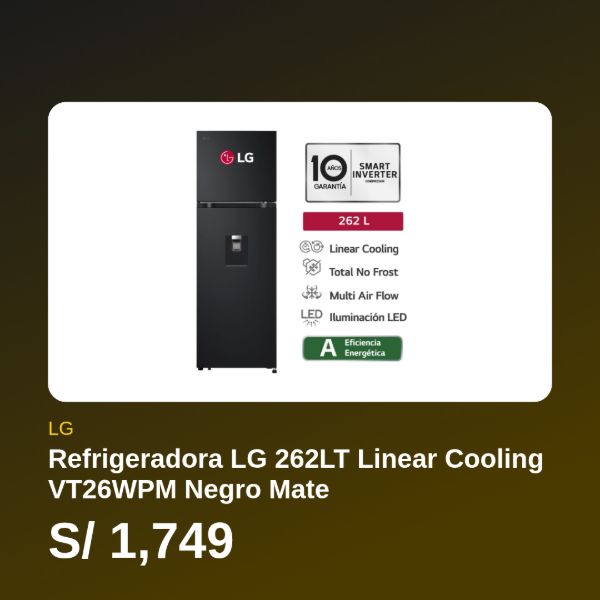 LG
10 AÑOS
GARANTÍA
SMART
INVERTER
COMPRESSOR
262 L
Linear Cooling
Total No Frost
Multi Air Flow
LED Iluminación LED
A Eficiencia
Energética
LG
Refrigeradora LG 262LT Linear Cooling
VT26WPM Negro Mate
S/ 1,749